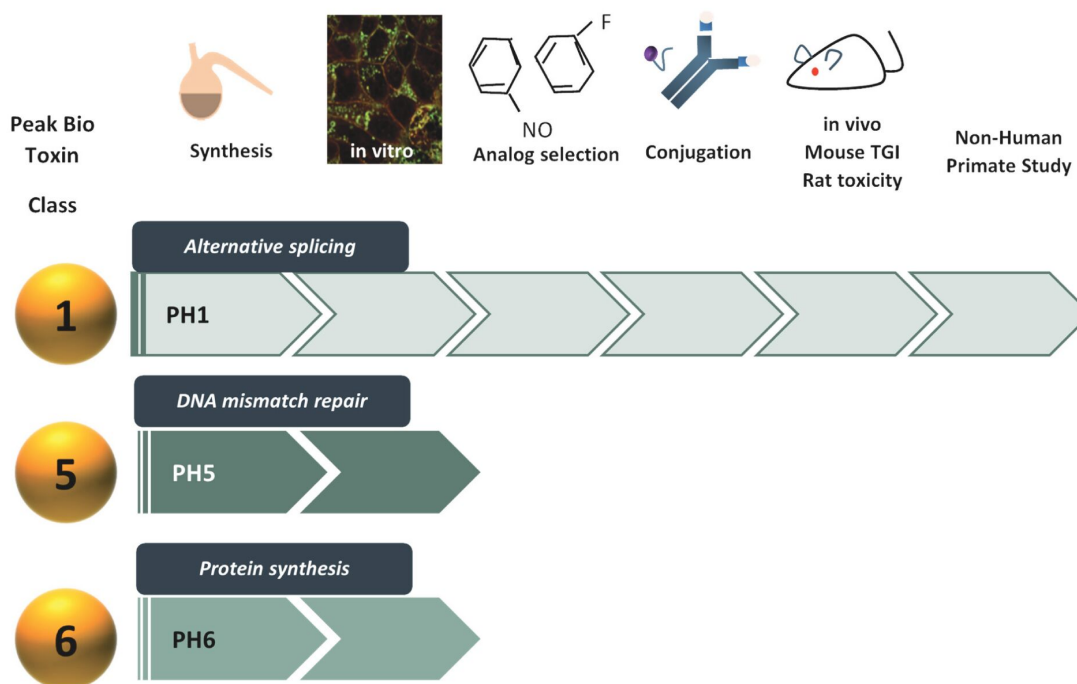 F
NO
Peak Bio
Toxin
Class
Synthesis
in vitro
Analog selection
Conjugation
in vivo
Mouse TGI
Rat toxicity
Non-Human
Primate Study
Alternative splicing
1
PH1
DNA mismatch repair
5
PH5
Protein synthesis
6
PH6